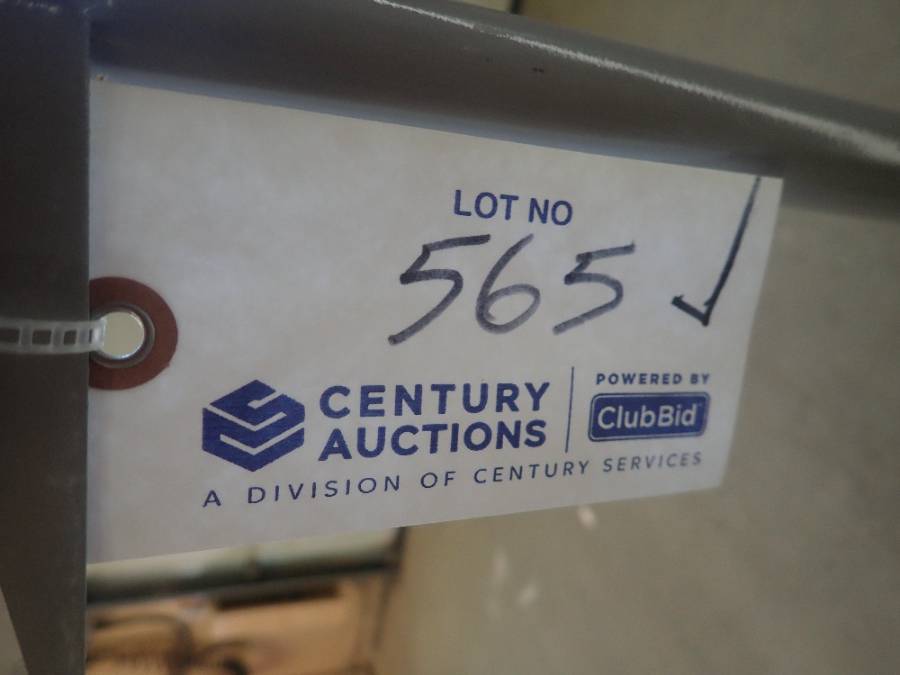 LOT NO
565 ✓
CENTURY
AUCTIONS
POWERED BY
ClubBid
A DIVISION OF CENTURY SERVICES